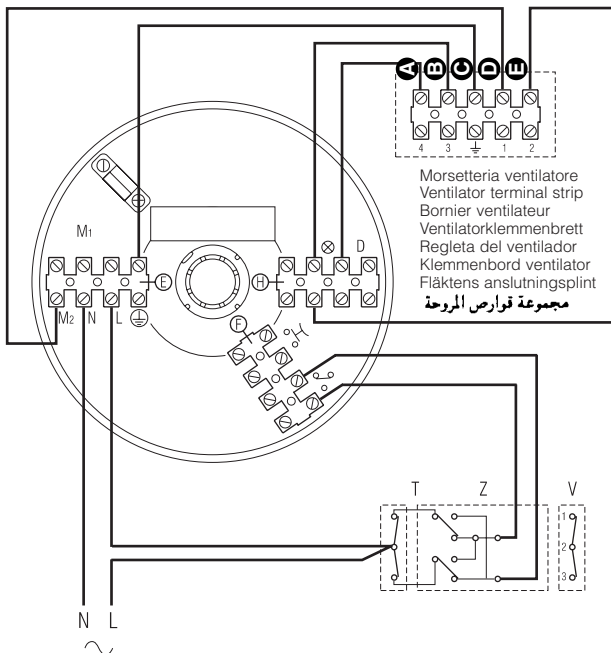 A B C D E
4 3 1 2
Morsetteria ventilatore
Ventilator terminal strip
Bornier ventilateur
Ventilatorklemmenbrett
Regleta del ventilador
Klemmenbord ventilator
Fläktens anslutningsplint
مجموعة قوارص المروحة
M1
D
E H
M2 N L
F
T Z V
1
2
3
N L